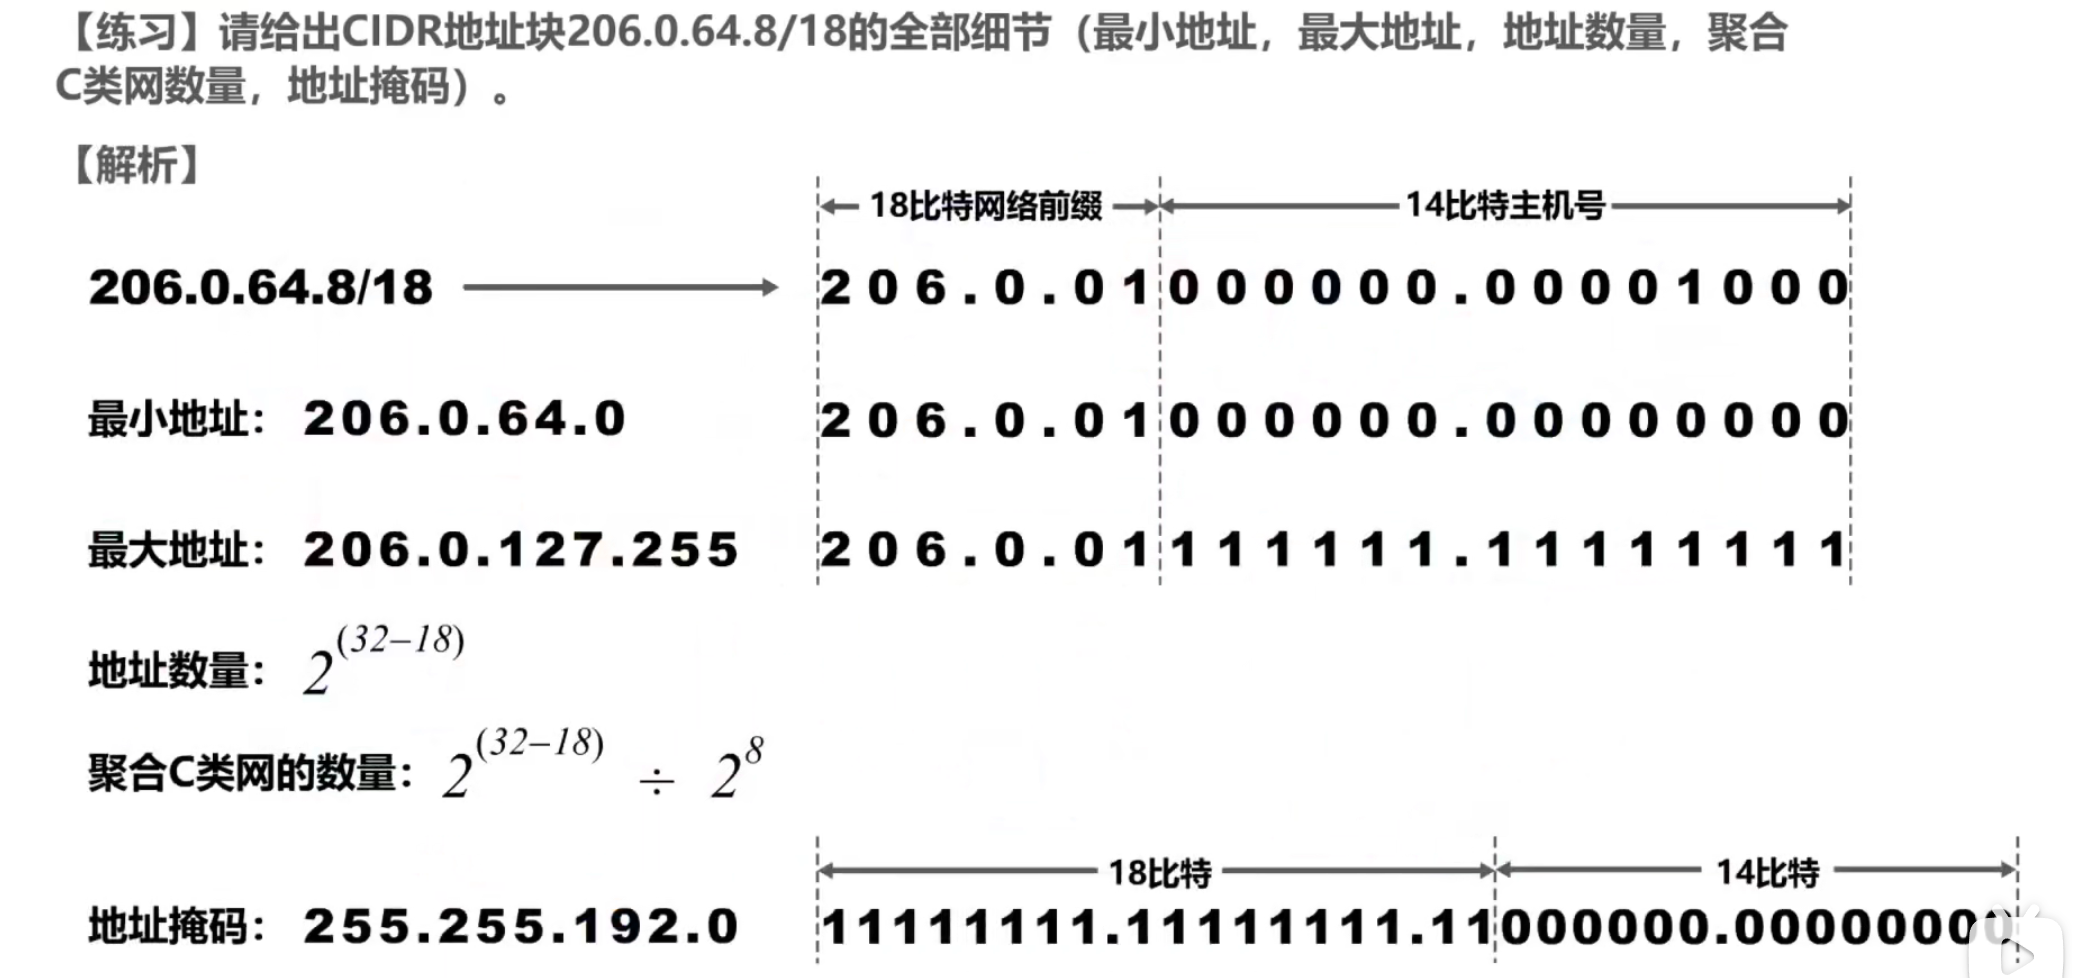 【练习】请给出CIDR地址块206.0.64.8/18的全部细节（最小地址，最大地址，地址数量，聚合
C类网数量，地址掩码）。
【解析】
18比特网络前缀 14比特主机号
206.0.64.8/18 206.0.01000000.00001000
最小地址： 206.0.64.0 206.0.01000000.00000000
最大地址： 206.0.127.255 206.0.01111111.11111111
地址数量： 2^(32-18)
聚合C类网的数量： 2^(32-18) ÷ 2^8
18比特 14比特
地址掩码： 255.255.192.0 11111111.11111111.11000000.00000000